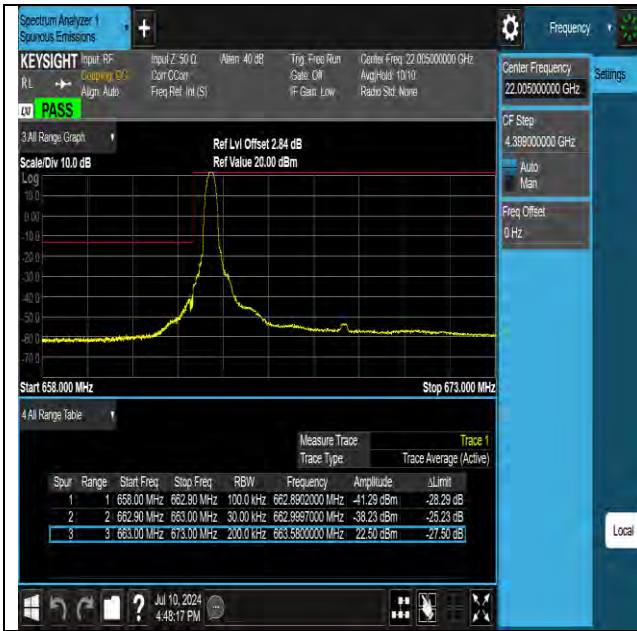 Spectrum Analyzer 1
Spurious Emissions
+
Frequency
KEYSIGHT Input: RF Input Z: 50 Ω Atten: 40 dB Trig: Free Run Center Freq: 22.005000000 GHz
RL Coupling: DC Corr CCorr Gate: Off Avg|Hold: 10/10
Align: Auto Freq Ref: Int (S) IF Gain: Low Radio Std: None
LXI PASS
Center Frequency
22.005000000 GHz
Settings
CF Step
4.399000000 GHz
Auto
Man
Freq Offset
0 Hz
3 All Range Graph
Ref Lvl Offset 2.84 dB
Scale/Div 10.0 dB Ref Value 20.00 dBm
Log
10.0
0.00
-10.0
-20.0
-30.0
-40.0
-50.0
-60.0
-70.0
Start 658.000 MHz Stop 673.000 MHz
4 All Range Table
Measure Trace Trace 1
Trace Type Trace Average (Active)
Spur Range Start Freq Stop Freq RBW Frequency Amplitude ΔLimit
1 1 658.00 MHz 662.90 MHz 100.0 kHz 662.8902000 MHz -41.29 dBm -28.29 dB
2 2 662.90 MHz 663.00 MHz 30.00 kHz 662.9997000 MHz -38.23 dBm -25.23 dB
3 3 663.00 MHz 673.00 MHz 200.0 kHz 663.5800000 MHz 22.50 dBm -27.50 dB
Local
? Jul 10, 2024
4:48:17 PM